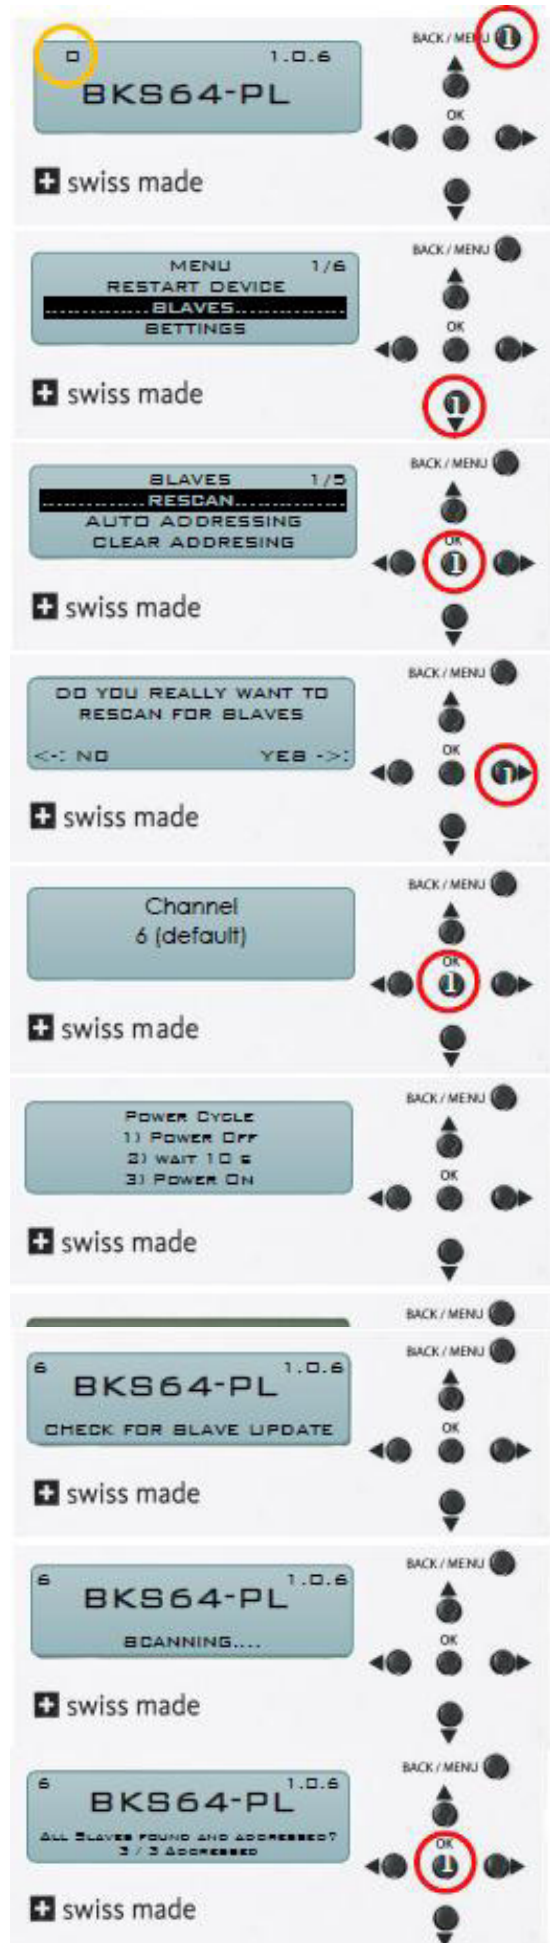 0 1.0.6
BKS64-PL
BACK / MENU 1
OK
swiss made
MENU 1/6
RESTART DEVICE
SLAVES
SETTINGS
BACK / MENU
OK
1
swiss made
SLAVES 1/5
RESCAN
AUTO ADDRESSING
CLEAR ADDRESING
BACK / MENU
OK
1
swiss made
DO YOU REALLY WANT TO
RESCAN FOR SLAVES
<-: NO YES ->:
BACK / MENU
OK
1
swiss made
Channel
6 (default)
BACK / MENU
OK
1
swiss made
POWER CYCLE
1) POWER OFF
2) WAIT 10 S
3) POWER ON
BACK / MENU
OK
swiss made
BACK / MENU
6 1.0.6
BKS64-PL
CHECK FOR SLAVE UPDATE
BACK / MENU
OK
swiss made
6 1.0.6
BKS64-PL
SCANNING....
BACK / MENU
OK
swiss made
6 1.0.6
BKS64-PL
ALL SLAVES FOUND AND ADDRESSED?
3 / 3 ADDRESSED
BACK / MENU
OK
1
swiss made